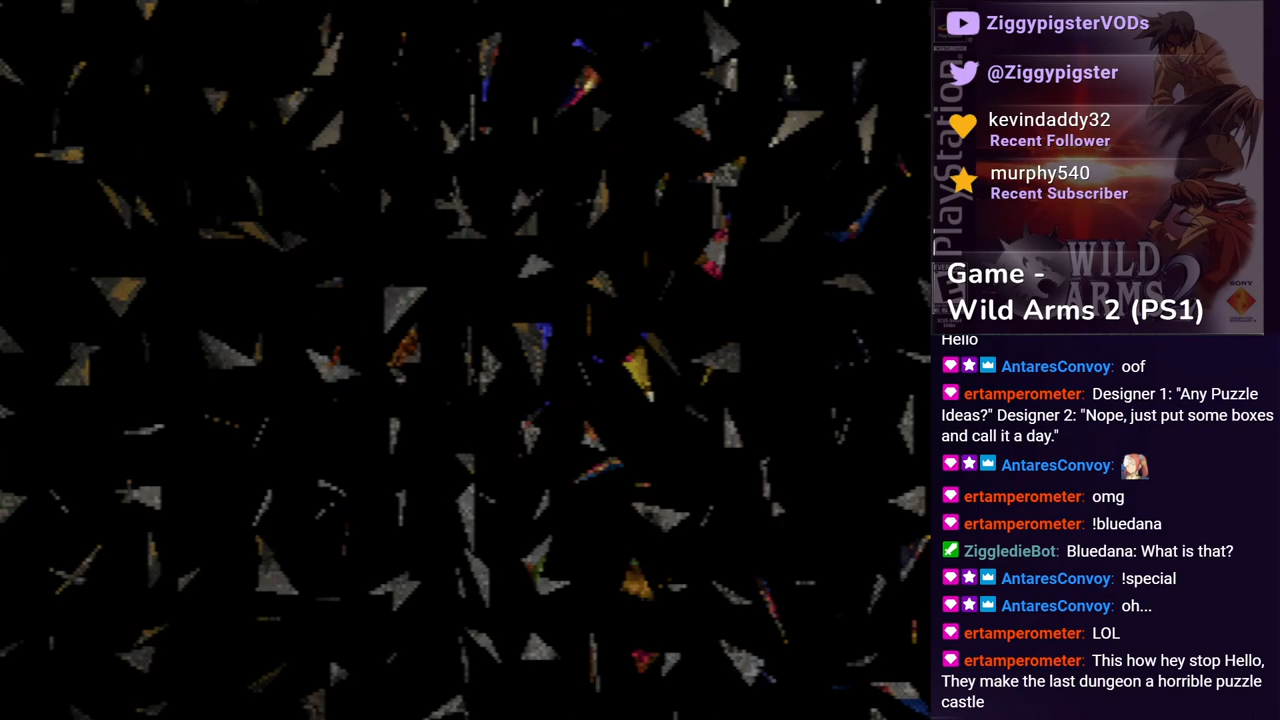 ZiggypigsterVODs
@Ziggypigster
kevindaddy32
Recent Follower
murphy540
Recent Subscriber
PlayStation
WILD
ARMS 2
SONY
Game -
Wild Arms 2 (PS1)
Hello
AntaresConvoy: oof
ertamperometer: Designer 1: "Any Puzzle
Ideas?" Designer 2: "Nope, just put some boxes
and call it a day."
AntaresConvoy:
ertamperometer: omg
ertamperometer: !bluedana
ZiggledieBot: Bluedana: What is that?
AntaresConvoy: !special
AntaresConvoy: oh...
ertamperometer: LOL
ertamperometer: This how hey stop Hello,
They make the last dungeon a horrible puzzle
castle